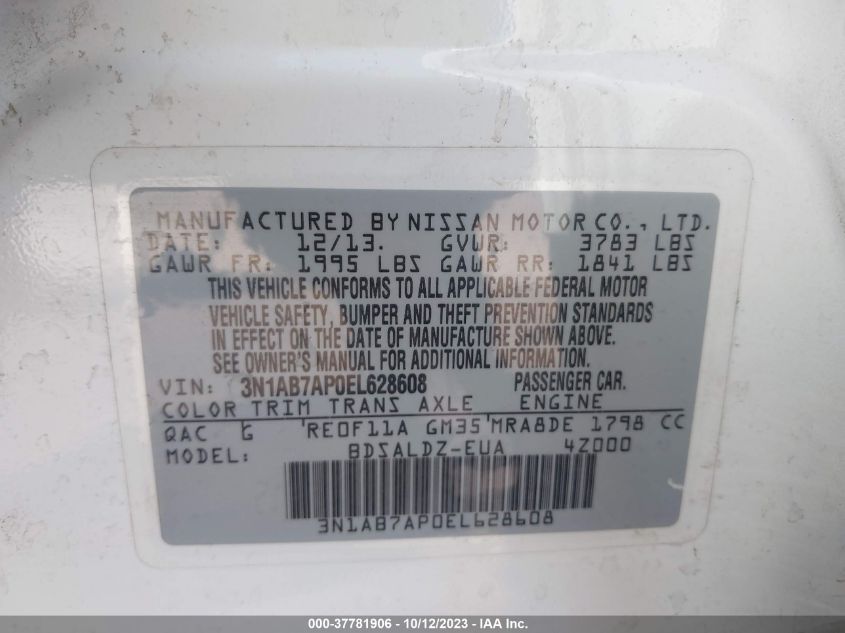 MANUFACTURED BY NISSAN MOTOR CO., LTD.
DATE: 12/13. GVWR: 3783 LBS
GAWR FR: 1995 LBS GAWR RR: 1841 LBS
THIS VEHICLE CONFORMS TO ALL APPLICABLE FEDERAL MOTOR
VEHICLE SAFETY, BUMPER AND THEFT PREVENTION STANDARDS
IN EFFECT ON THE DATE OF MANUFACTURE SHOWN ABOVE.
SEE OWNER'S MANUAL FOR ADDITIONAL INFORMATION.
VIN: 3N1AB7AP0EL628608 PASSENGER CAR.
COLOR TRIM TRANS AXLE ENGINE
QAC G RE0F11A GM35 MRA8DE 1798 CC
MODEL: BDSALDZ-EUA 4Z000
3N1AB7AP0EL628608
000-37781906 - 10/12/2023 - IAA Inc.